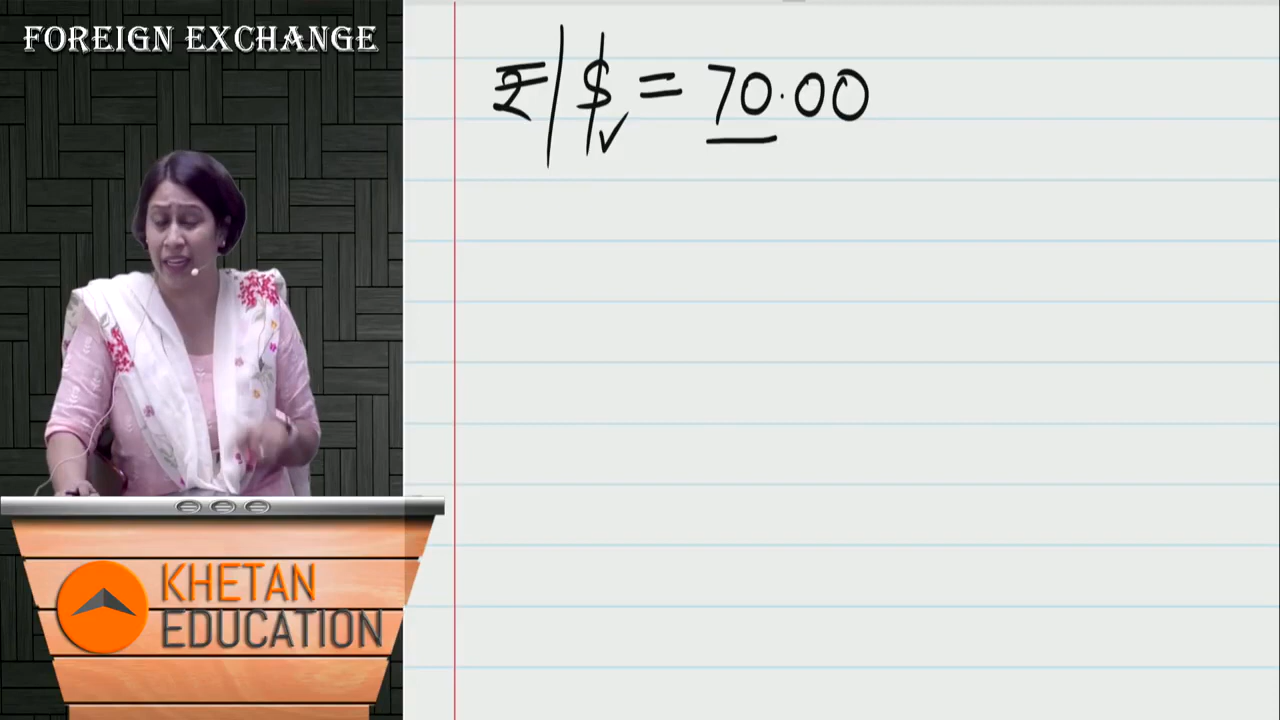 FOREIGN EXCHANGE
₹/$ = 70.00
KHETAN
EDUCATION